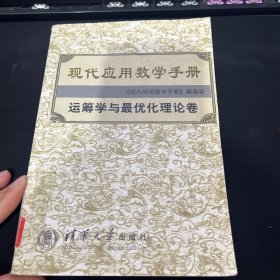 现代应用数学手册
《现代应用数学手册》编委会
运筹学与最优化理论卷
清华大学出版社